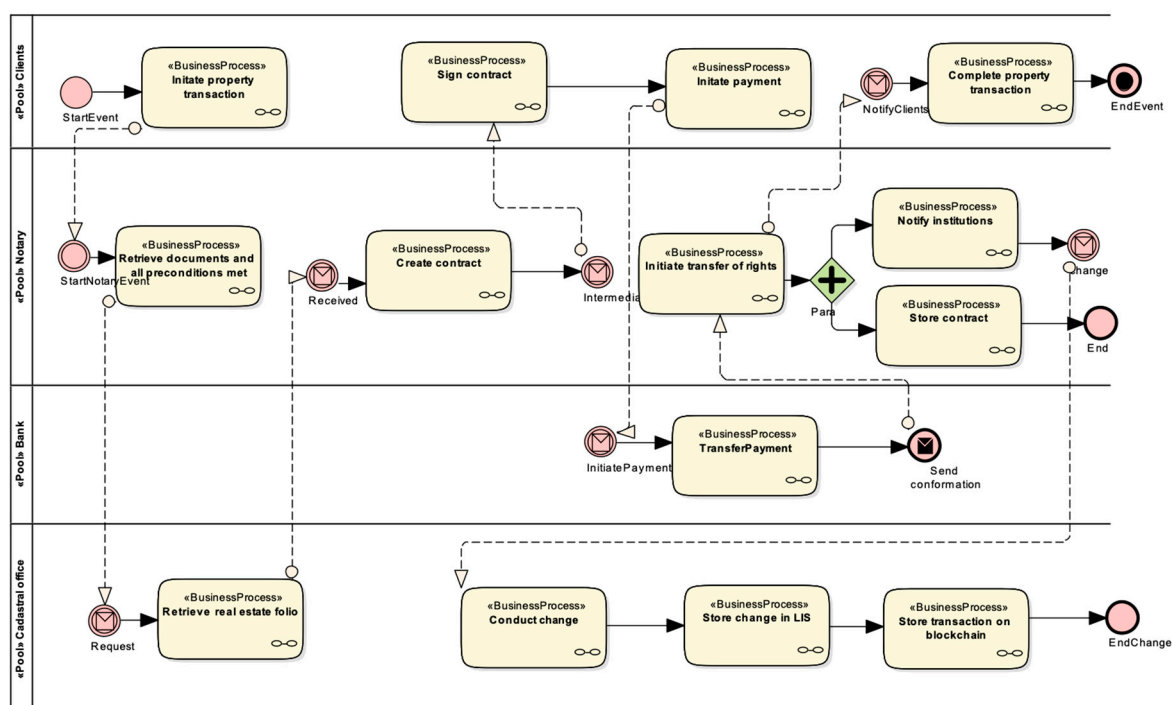 «Pool» Clients
StartEvent
«BusinessProcess»
Initate property
transaction
«BusinessProcess»
Sign contract
«BusinessProcess»
Initate payment
NotifyClients
«BusinessProcess»
Complete property
transaction
EndEvent
«Pool» Notary
StartNotaryEvent
«BusinessProcess»
Retrieve documents and
all preconditions met
Received
«BusinessProcess»
Create contract
Intermedia
«BusinessProcess»
Initiate transfer of rights
Para
«BusinessProcess»
Notify institutions
«BusinessProcess»
Store contract
change
End
«Pool» Bank
InitiatePayment
«BusinessProcess»
TransferPayment
Send
conformation
«Pool» Cadastral office
Request
«BusinessProcess»
Retrieve real estate folio
«BusinessProcess»
Conduct change
«BusinessProcess»
Store change in LIS
«BusinessProcess»
Store transaction on
blockchain
EndChange